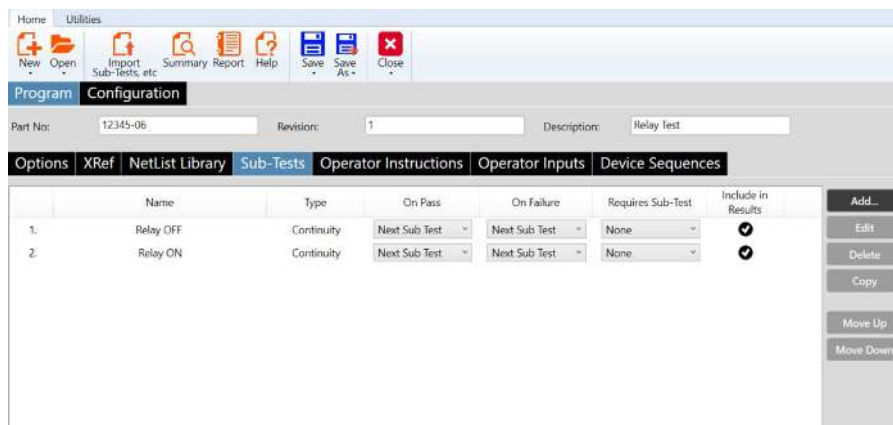 Home Utilities
New Open Import Sub-Tests, etc Summary Report Help Save Save As Close
Program Configuration
Part No: 12345-06 Revision: 1 Description: Relay Test
Options XRef NetList Library Sub-Tests Operator Instructions Operator Inputs Device Sequences
Name Type On Pass On Failure Requires Sub-Test Include in Results Add...
1. Relay OFF Continuity Next Sub Test Next Sub Test None Edit
2. Relay ON Continuity Next Sub Test Next Sub Test None Delete
Copy
Move Up
Move Down